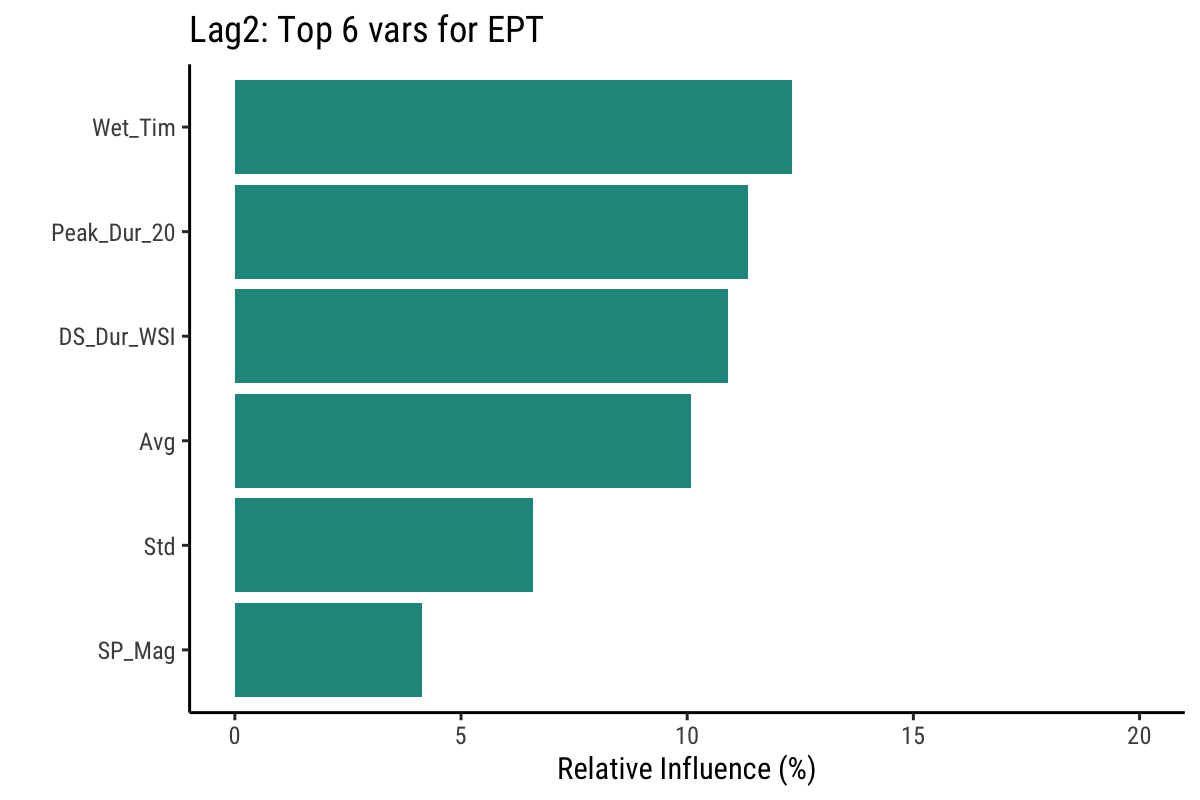 Lag2: Top 6 vars for EPT
Wet_Tim
Peak_Dur_20
DS_Dur_WSI
Avg
Std
SP_Mag
0 5 10 15 20
Relative Influence (%)